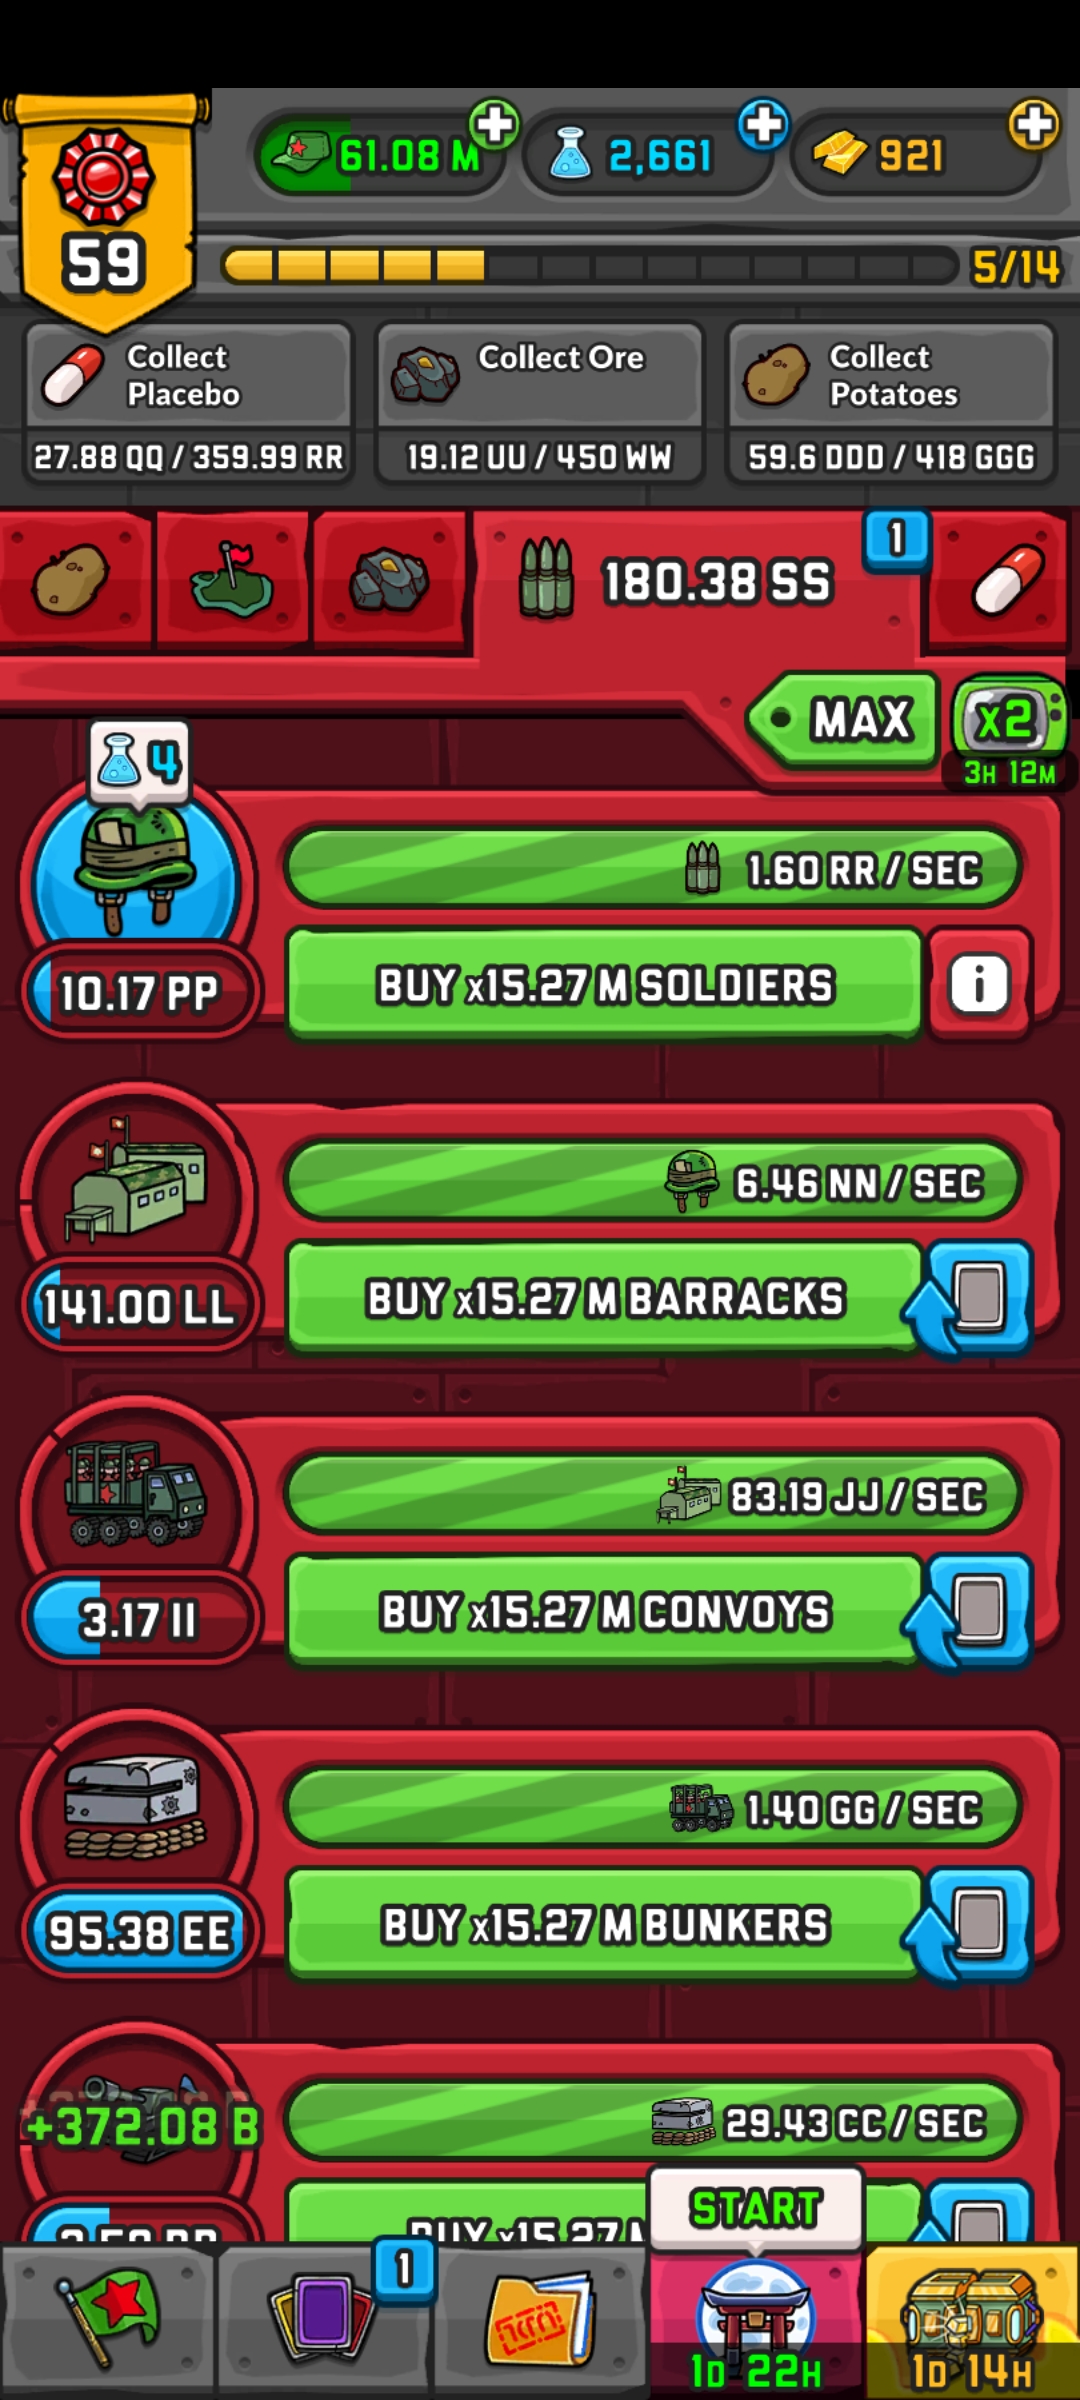 61.08 M
2,661
921
59
5/14
Collect Placebo
27.88 QQ / 359.99 RR
Collect Ore
19.12 UU / 450 WW
Collect Potatoes
59.6 DDD / 418 GGG
180.38 SS
1
MAX
x2
3H 12M
4
1.60 RR / SEC
10.17 PP
BUY x15.27 M SOLDIERS
i
6.46 NN / SEC
141.00 LL
BUY x15.27 M BARRACKS
83.19 JJ / SEC
3.17 II
BUY x15.27 M CONVOYS
1.40 GG / SEC
95.38 EE
BUY x15.27 M BUNKERS
+372.08 B
29.43 CC / SEC
BUY x15.27 M
START
1
1D 22H
1D 14H